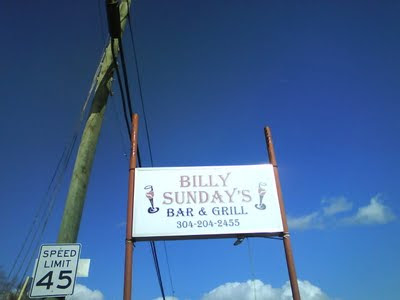 BILLY
SUNDAY'S
BAR & GRILL
304-204-2455
SPEED
LIMIT
45